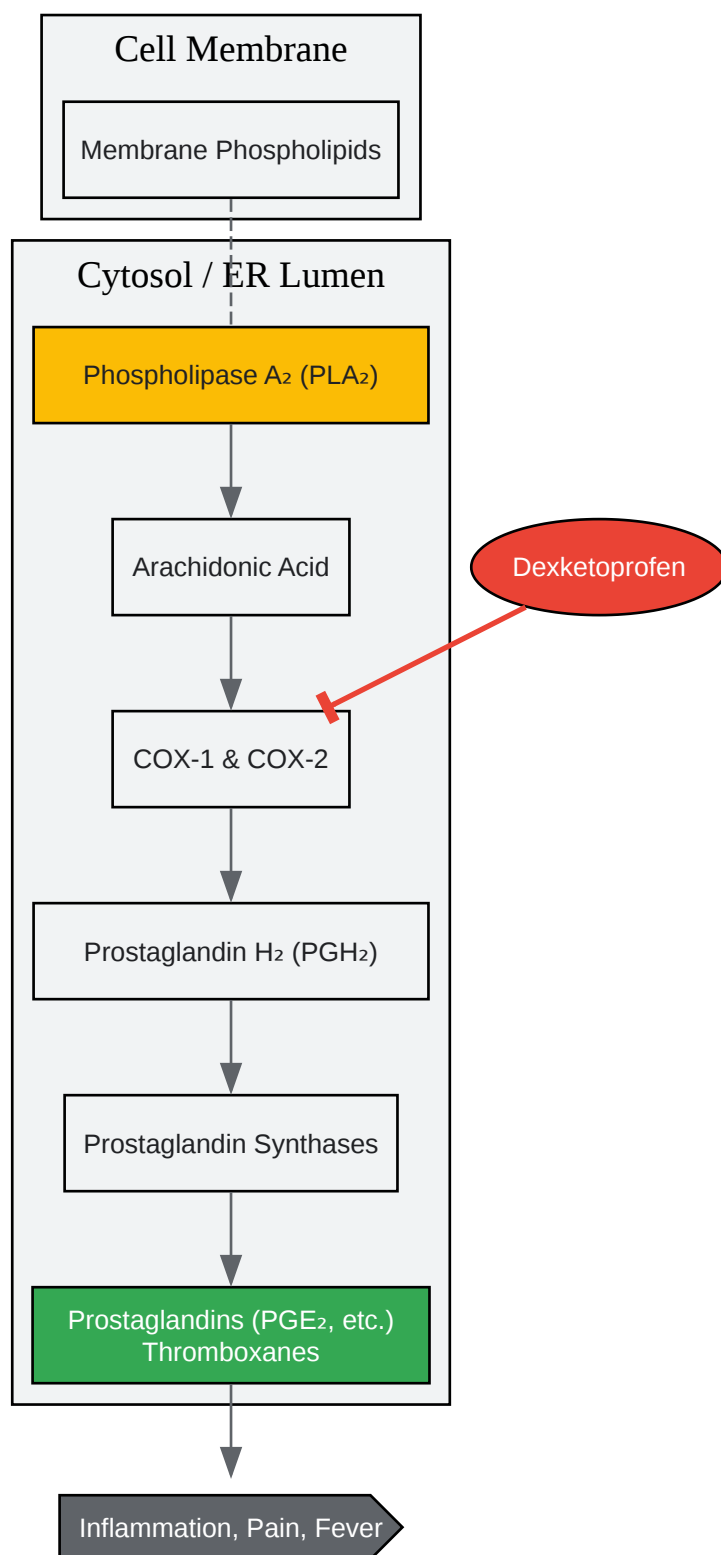 Cell Membrane
Membrane Phospholipids
Cytosol / ER Lumen
Phospholipase A₂ (PLA₂)
Arachidonic Acid
Dexketoprofen
COX-1 & COX-2
Prostaglandin H₂ (PGH₂)
Prostaglandin Synthases
Prostaglandins (PGE₂, etc.)
Thromboxanes
Inflammation, Pain, Fever